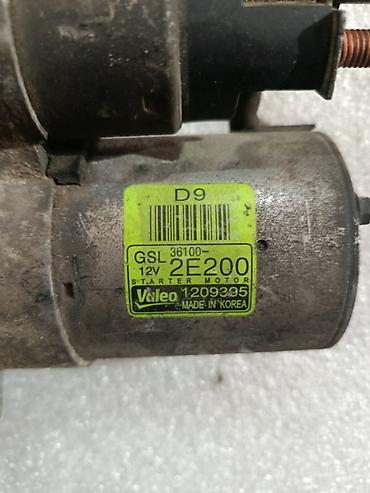 D9
GSL 36100-
12V 2E200
STARTER MOTOR
Valeo 1209395
MADE IN KOREA